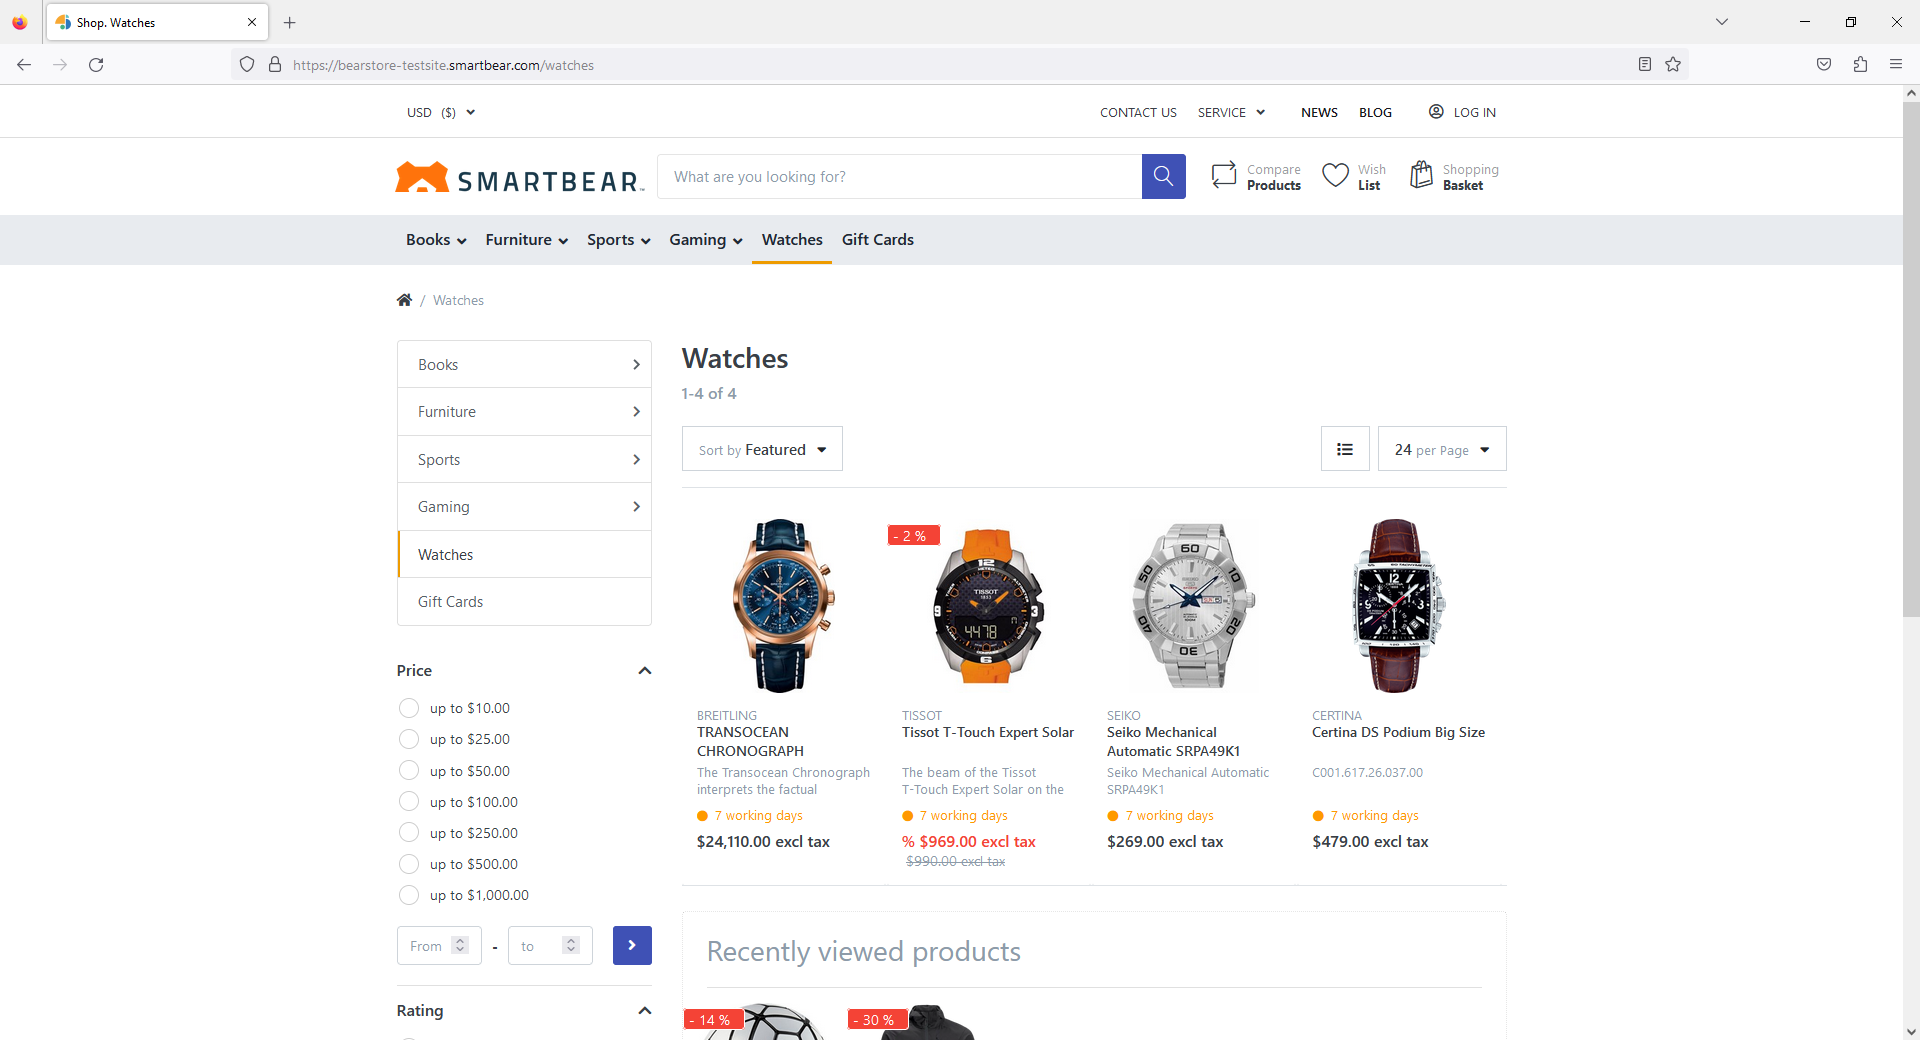 Shop. Watches
https://bearstore-testsite.smartbear.com/watches
USD ($)
CONTACT US
SERVICE
NEWS
BLOG
LOG IN
SMARTBEAR
What are you looking for?
Compare
Products
Wish
List
Shopping
Basket
Books
Furniture
Sports
Gaming
Watches
Gift Cards
/ Watches
Books
Furniture
Sports
Gaming
Watches
Gift Cards
Price
up to $10.00
up to $25.00
up to $50.00
up to $100.00
up to $250.00
up to $500.00
up to $1,000.00
From - to
Rating
Watches
1-4 of 4
Sort by Featured
24 per Page
BREITLING
TRANSOCEAN
CHRONOGRAPH
The Transocean Chronograph
interprets the factual
7 working days
$24,110.00 excl tax
- 2 %
TISSOT
Tissot T-Touch Expert Solar
The beam of the Tissot
T-Touch Expert Solar on the
7 working days
% $969.00 excl tax
$990.00 excl tax
SEIKO
Seiko Mechanical
Automatic SRPA49K1
Seiko Mechanical Automatic
SRPA49K1
7 working days
$269.00 excl tax
CERTINA
Certina DS Podium Big Size
C001.617.26.037.00
7 working days
$479.00 excl tax
Recently viewed products
- 14 %
- 30 %